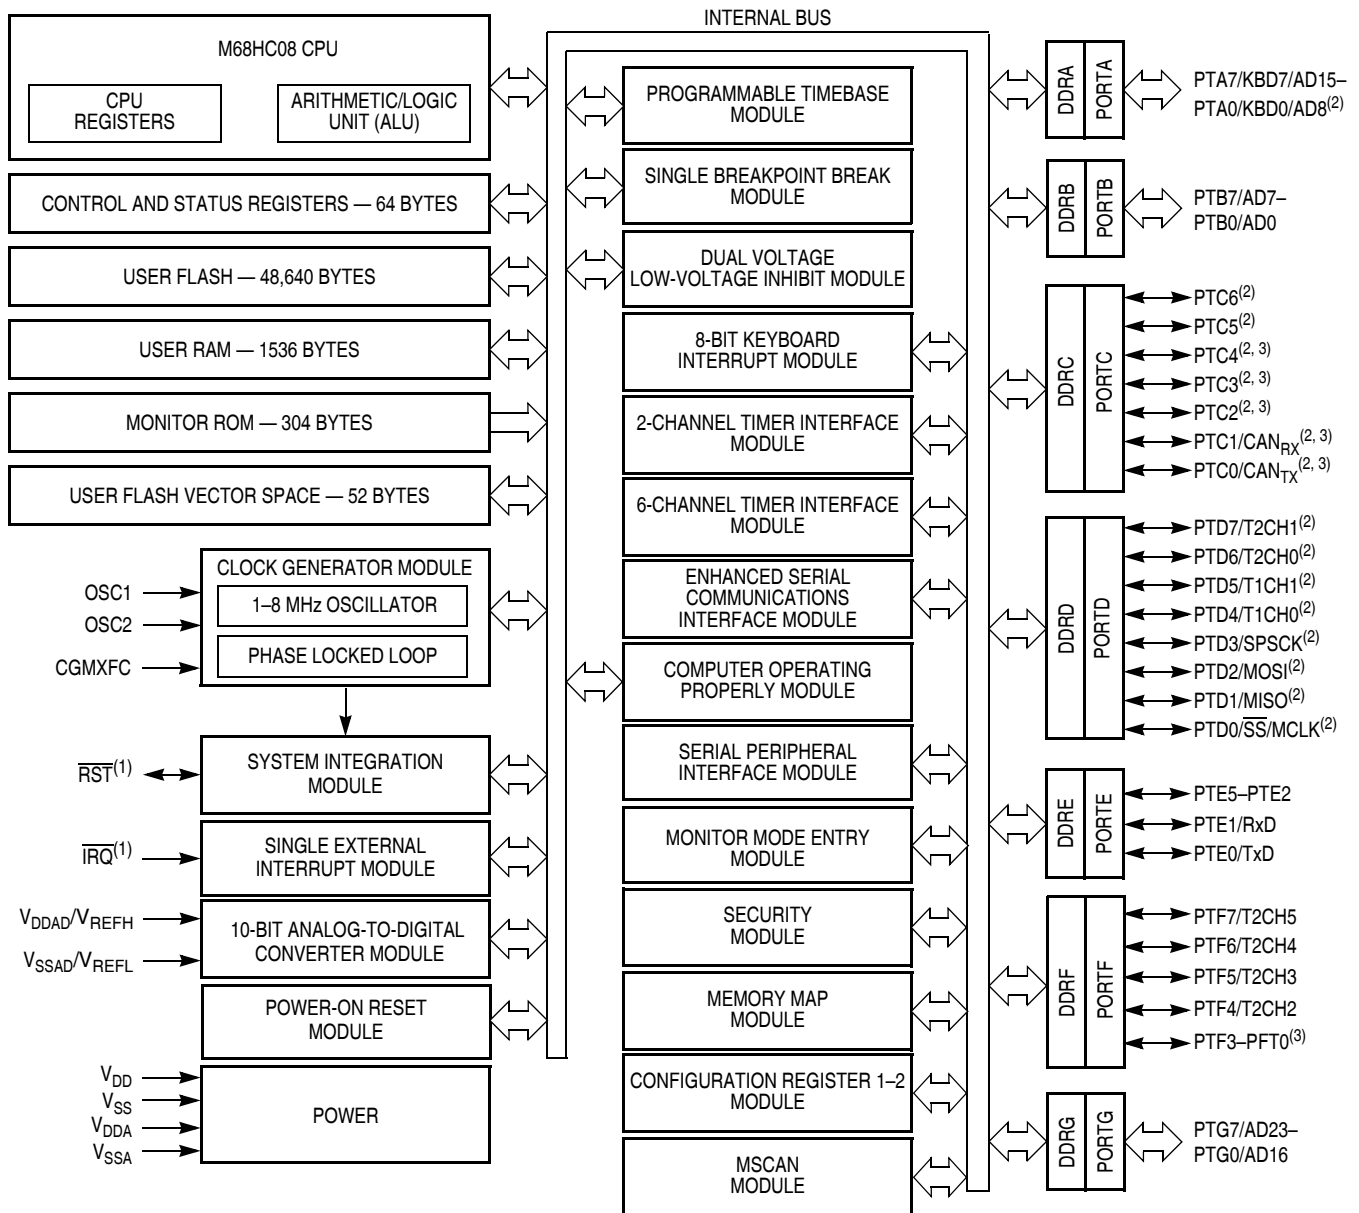 INTERNAL BUS
M68HC08 CPU
CPU
REGISTERS
ARITHMETIC/LOGIC
UNIT (ALU)
CONTROL AND STATUS REGISTERS — 64 BYTES
USER FLASH — 48,640 BYTES
USER RAM — 1536 BYTES
MONITOR ROM — 304 BYTES
USER FLASH VECTOR SPACE — 52 BYTES
CLOCK GENERATOR MODULE
1–8 MHz OSCILLATOR
PHASE LOCKED LOOP
OSC1
OSC2
CGMXFC
SYSTEM INTEGRATION
MODULE
RST(1)
SINGLE EXTERNAL
INTERRUPT MODULE
IRQ(1)
10-BIT ANALOG-TO-DIGITAL
CONVERTER MODULE
VDDAD/VREFH
VSSAD/VREFL
POWER-ON RESET
MODULE
POWER
VDD
VSS
VDDA
VSSA
PROGRAMMABLE TIMEBASE
MODULE
SINGLE BREAKPOINT BREAK
MODULE
DUAL VOLTAGE
LOW-VOLTAGE INHIBIT MODULE
8-BIT KEYBOARD
INTERRUPT MODULE
2-CHANNEL TIMER INTERFACE
MODULE
6-CHANNEL TIMER INTERFACE
MODULE
ENHANCED SERIAL
COMMUNICATIONS
INTERFACE MODULE
COMPUTER OPERATING
PROPERLY MODULE
SERIAL PERIPHERAL
INTERFACE MODULE
MONITOR MODE ENTRY
MODULE
SECURITY
MODULE
MEMORY MAP
MODULE
CONFIGURATION REGISTER 1–2
MODULE
MSCAN
MODULE
DDRA
PORTA
PTA7/KBD7/AD15–
PTA0/KBD0/AD8(2)
DDRB
PORTB
PTB7/AD7–
PTB0/AD0
DDRC
PORTC
PTC6(2)
PTC5(2)
PTC4(2, 3)
PTC3(2, 3)
PTC2(2, 3)
PTC1/CANRX(2, 3)
PTC0/CANTX(2, 3)
DDRD
PORTD
PTD7/T2CH1(2)
PTD6/T2CH0(2)
PTD5/T1CH1(2)
PTD4/T1CH0(2)
PTD3/SPSCK(2)
PTD2/MOSI(2)
PTD1/MISO(2)
PTD0/SS/MCLK(2)
DDRE
PORTE
PTE5–PTE2
PTE1/RxD
PTE0/TxD
DDRF
PORTF
PTF7/T2CH5
PTF6/T2CH4
PTF5/T2CH3
PTF4/T2CH2
PTF3–PFT0(3)
DDRG
PORTG
PTG7/AD23–
PTG0/AD16